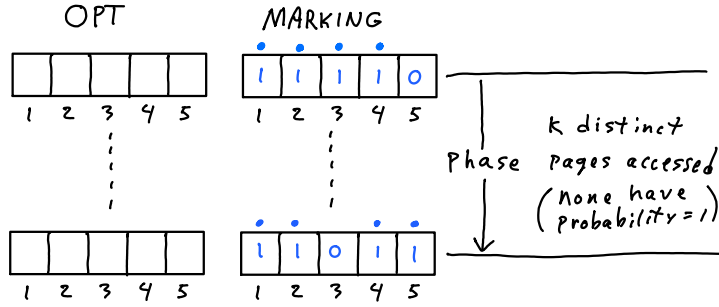 OPT MARKING
1 1 1 1 0
1 2 3 4 5 1 2 3 4 5
K distinct
Phase pages accessed
(none have
probability = 1)
1 1 0 1 1
1 2 3 4 5 1 2 3 4 5